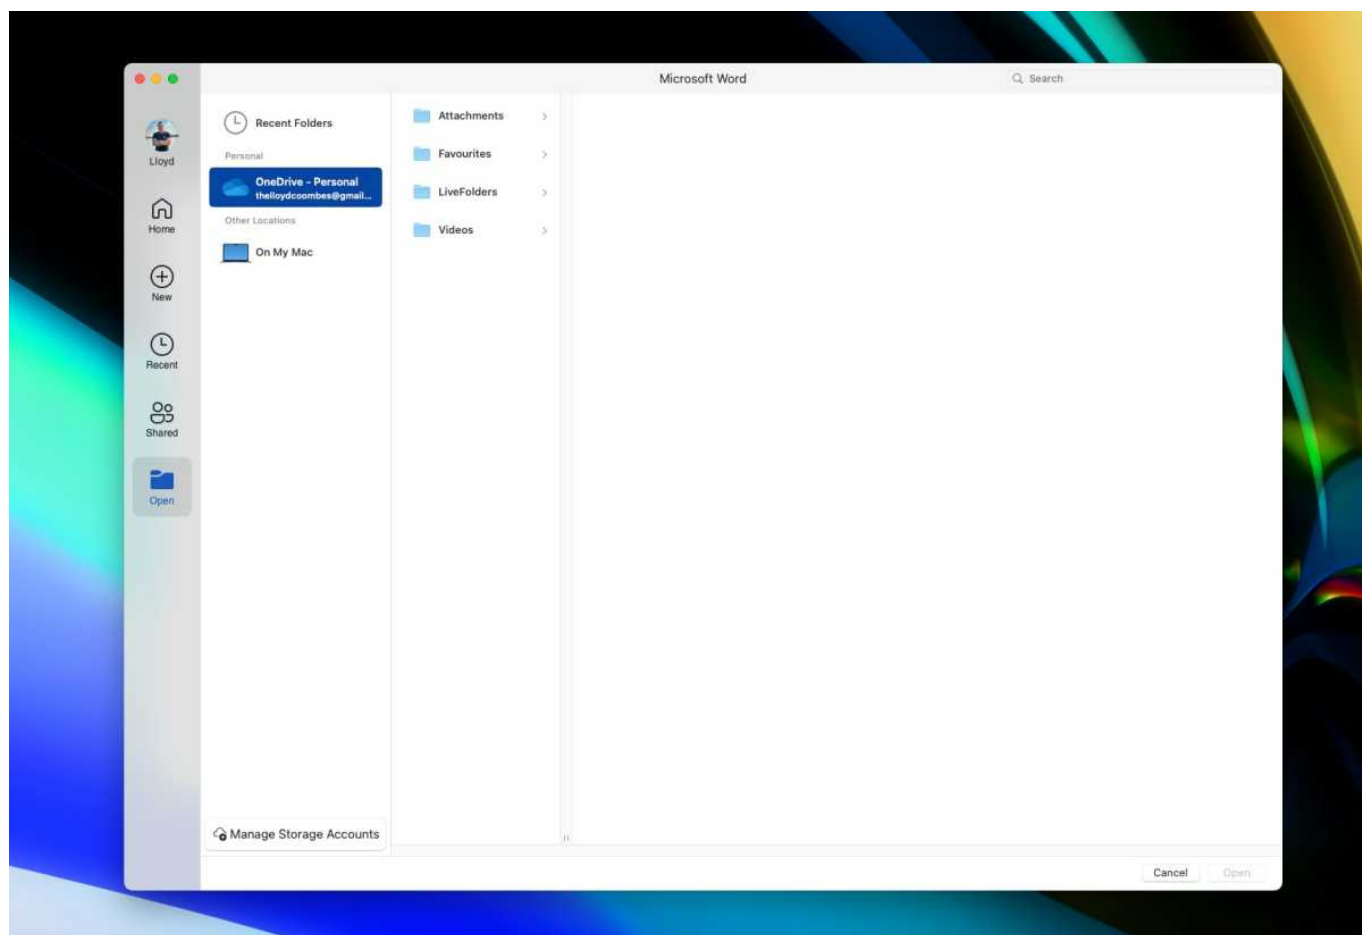 Microsoft Word
Search
Lloyd
Home
New
Recent
Shared
Open
Recent Folders
Personal
OneDrive - Personal
thelloydcoombes@gmail...
Other Locations
On My Mac
Manage Storage Accounts
Attachments
Favourites
LiveFolders
Videos
Cancel
Open